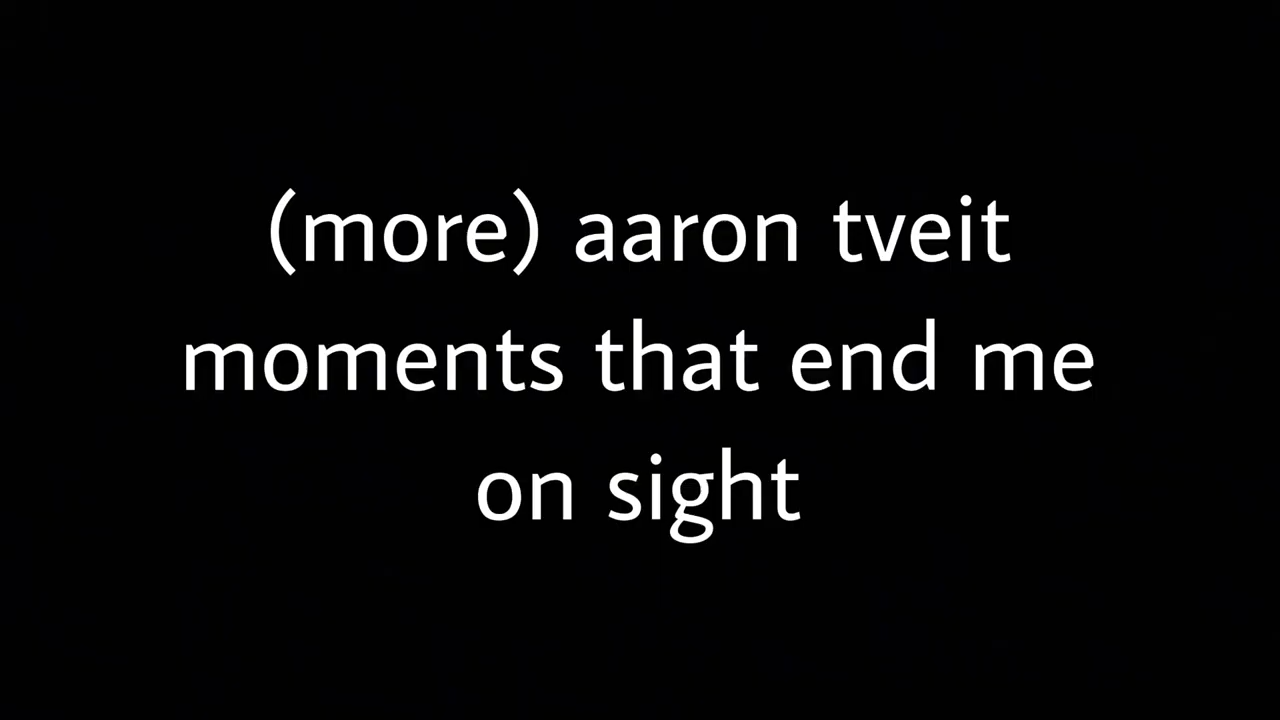 (more) aaron tveit
moments that end me
on sight